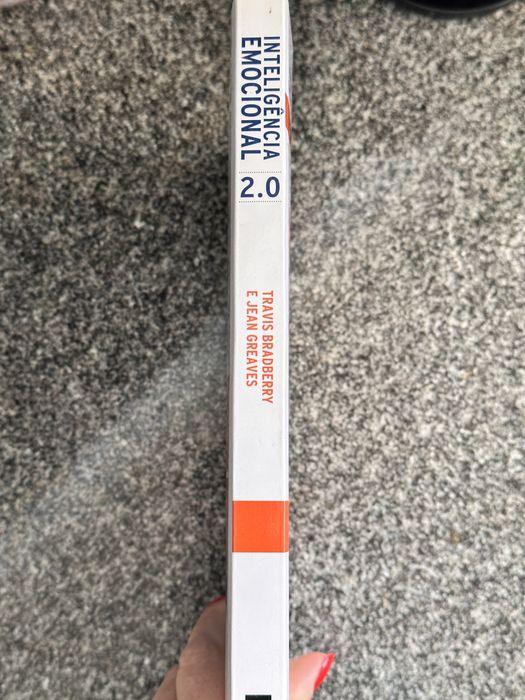 INTELIGÊNCIA
EMOCIONAL
2.0
TRAVIS BRADBERRY
E JEAN GREAVES